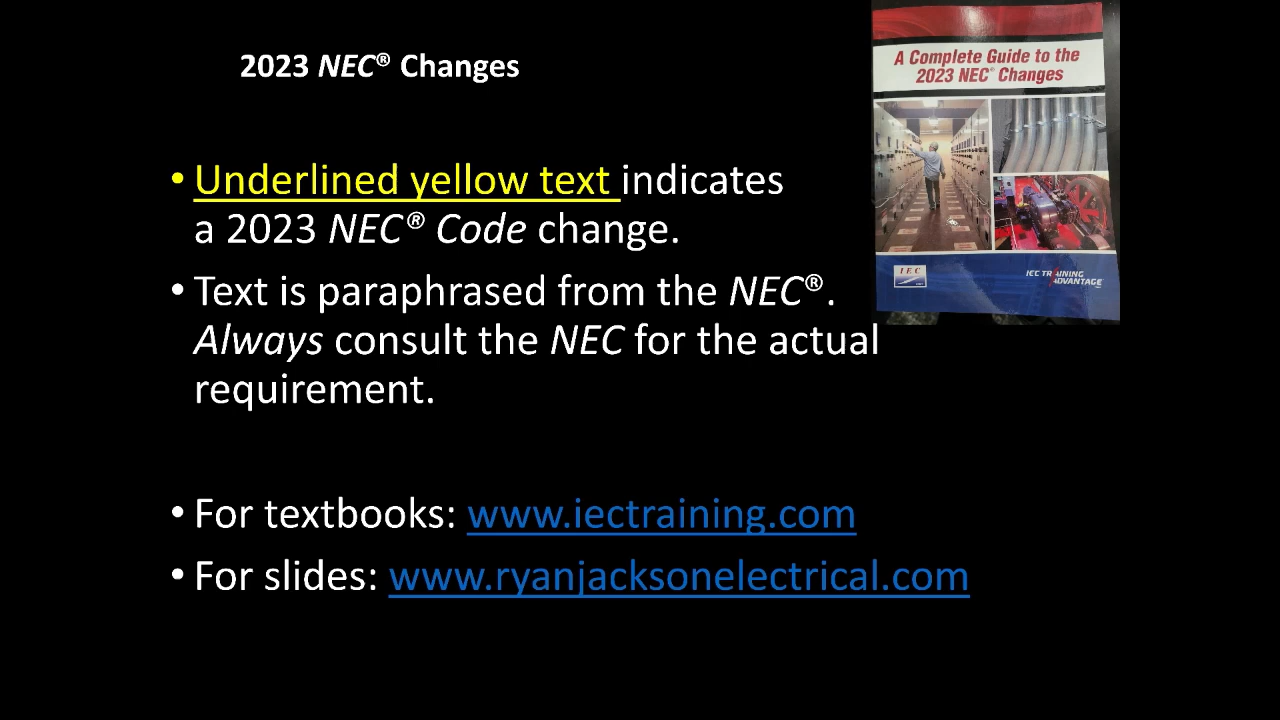 2023 NEC® Changes
A Complete Guide to the
2023 NEC® Changes
• Underlined yellow text indicates
a 2023 NEC® Code change.
• Text is paraphrased from the NEC®.
Always consult the NEC for the actual
requirement.
IEC
IEC TRAINING
ADVANTAGE
• For textbooks: www.iectraining.com
• For slides: www.ryanjacksonelectrical.com